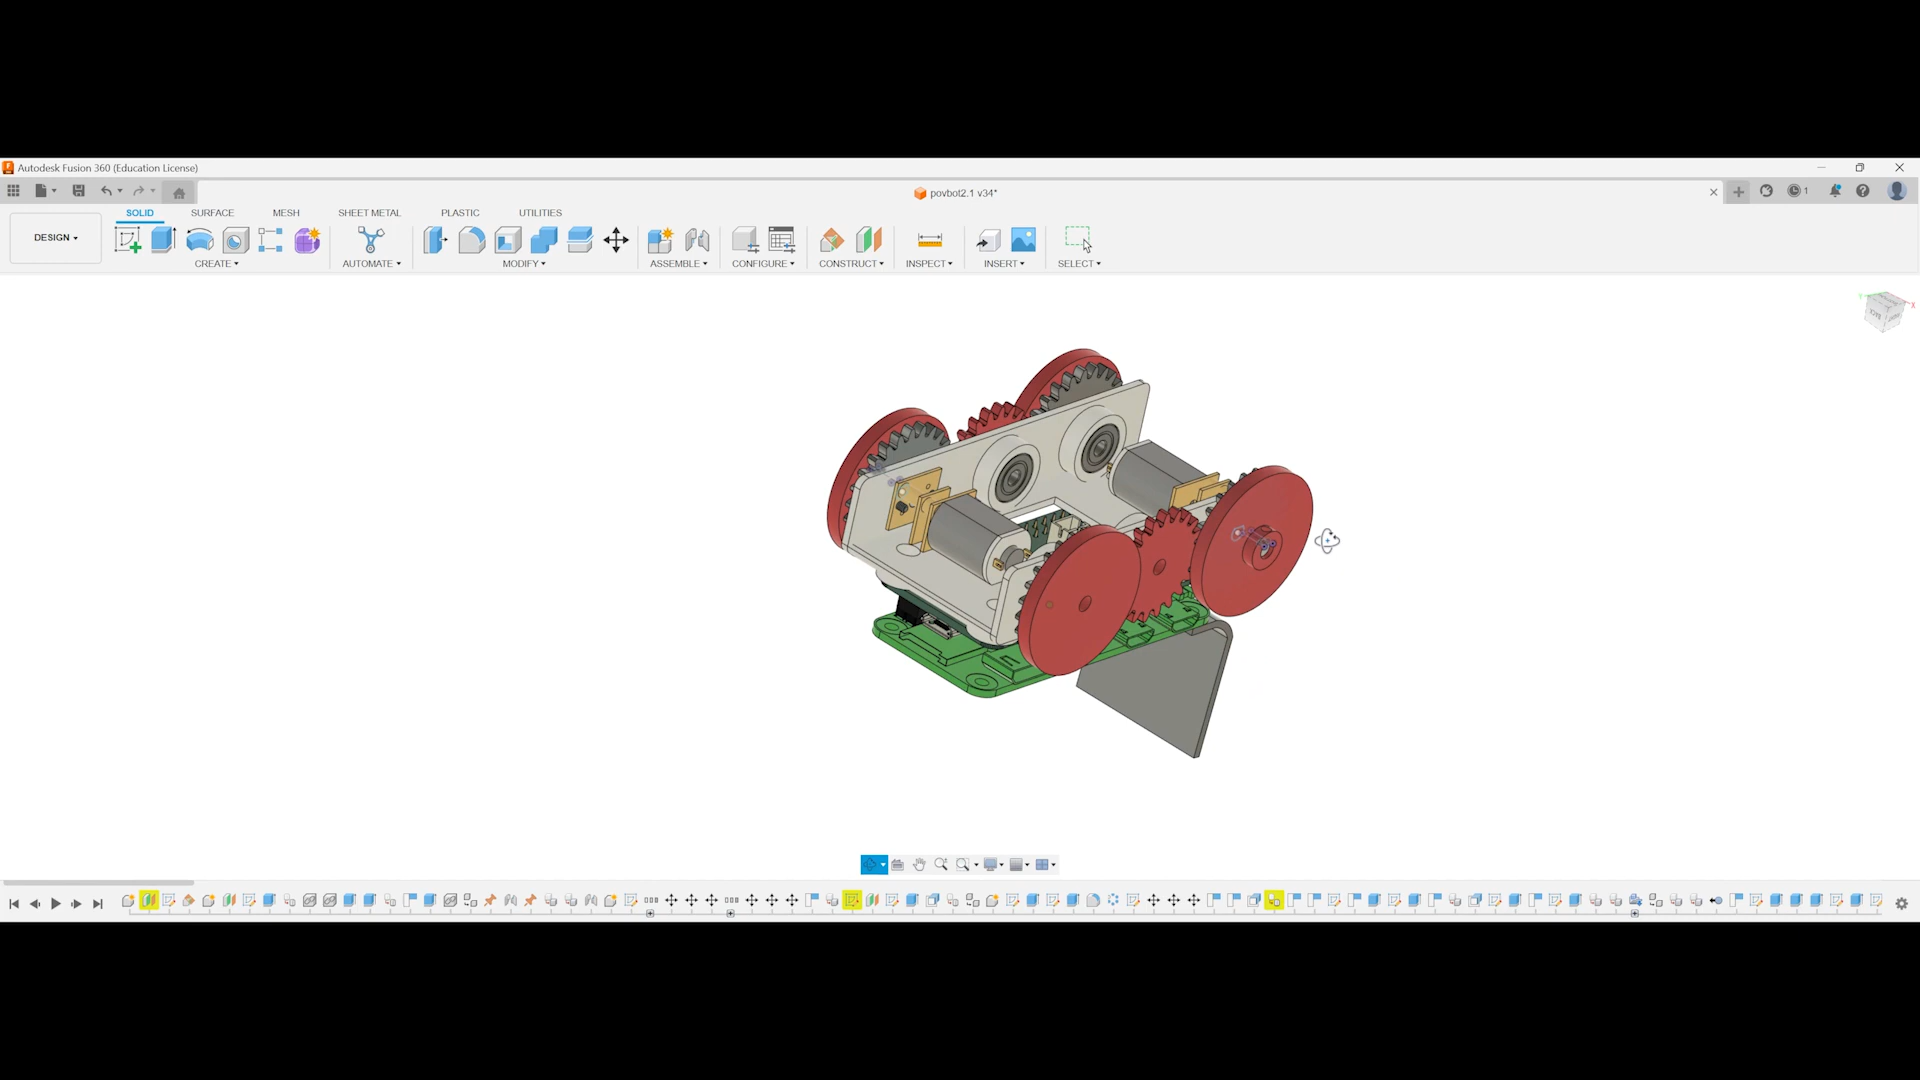 Autodesk Fusion 360 (Education License)
povbot2.1 v34*
1
SOLID SURFACE MESH SHEET METAL PLASTIC UTILITIES
DESIGN
CREATE AUTOMATE MODIFY ASSEMBLE CONFIGURE CONSTRUCT INSPECT INSERT SELECT
X